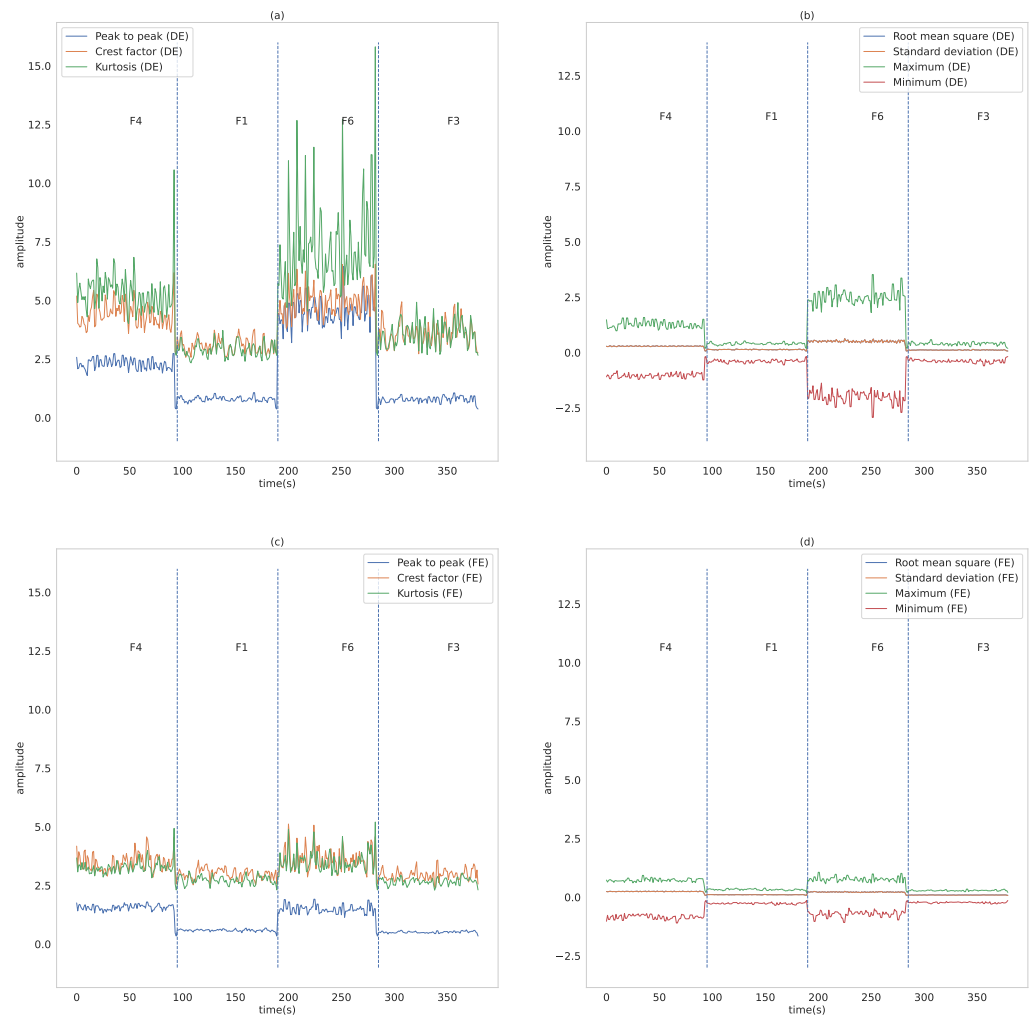 (a)
Peak to peak (DE)
Crest factor (DE)
Kurtosis (DE)
F4 F1 F6 F3
15.0
12.5
10.0
7.5
5.0
2.5
0.0
amplitude
0 50 100 150 200 250 300 350
time(s)
(b)
Root mean square (DE)
Standard deviation (DE)
Maximum (DE)
Minimum (DE)
F4 F1 F6 F3
12.5
10.0
7.5
5.0
2.5
0.0
−2.5
amplitude
0 50 100 150 200 250 300 350
time(s)
(c)
Peak to peak (FE)
Crest factor (FE)
Kurtosis (FE)
F4 F1 F6 F3
15.0
12.5
10.0
7.5
5.0
2.5
0.0
amplitude
0 50 100 150 200 250 300 350
time(s)
(d)
Root mean square (FE)
Standard deviation (FE)
Maximum (FE)
Minimum (FE)
F4 F1 F6 F3
12.5
10.0
7.5
5.0
2.5
0.0
−2.5
amplitude
0 50 100 150 200 250 300 350
time(s)